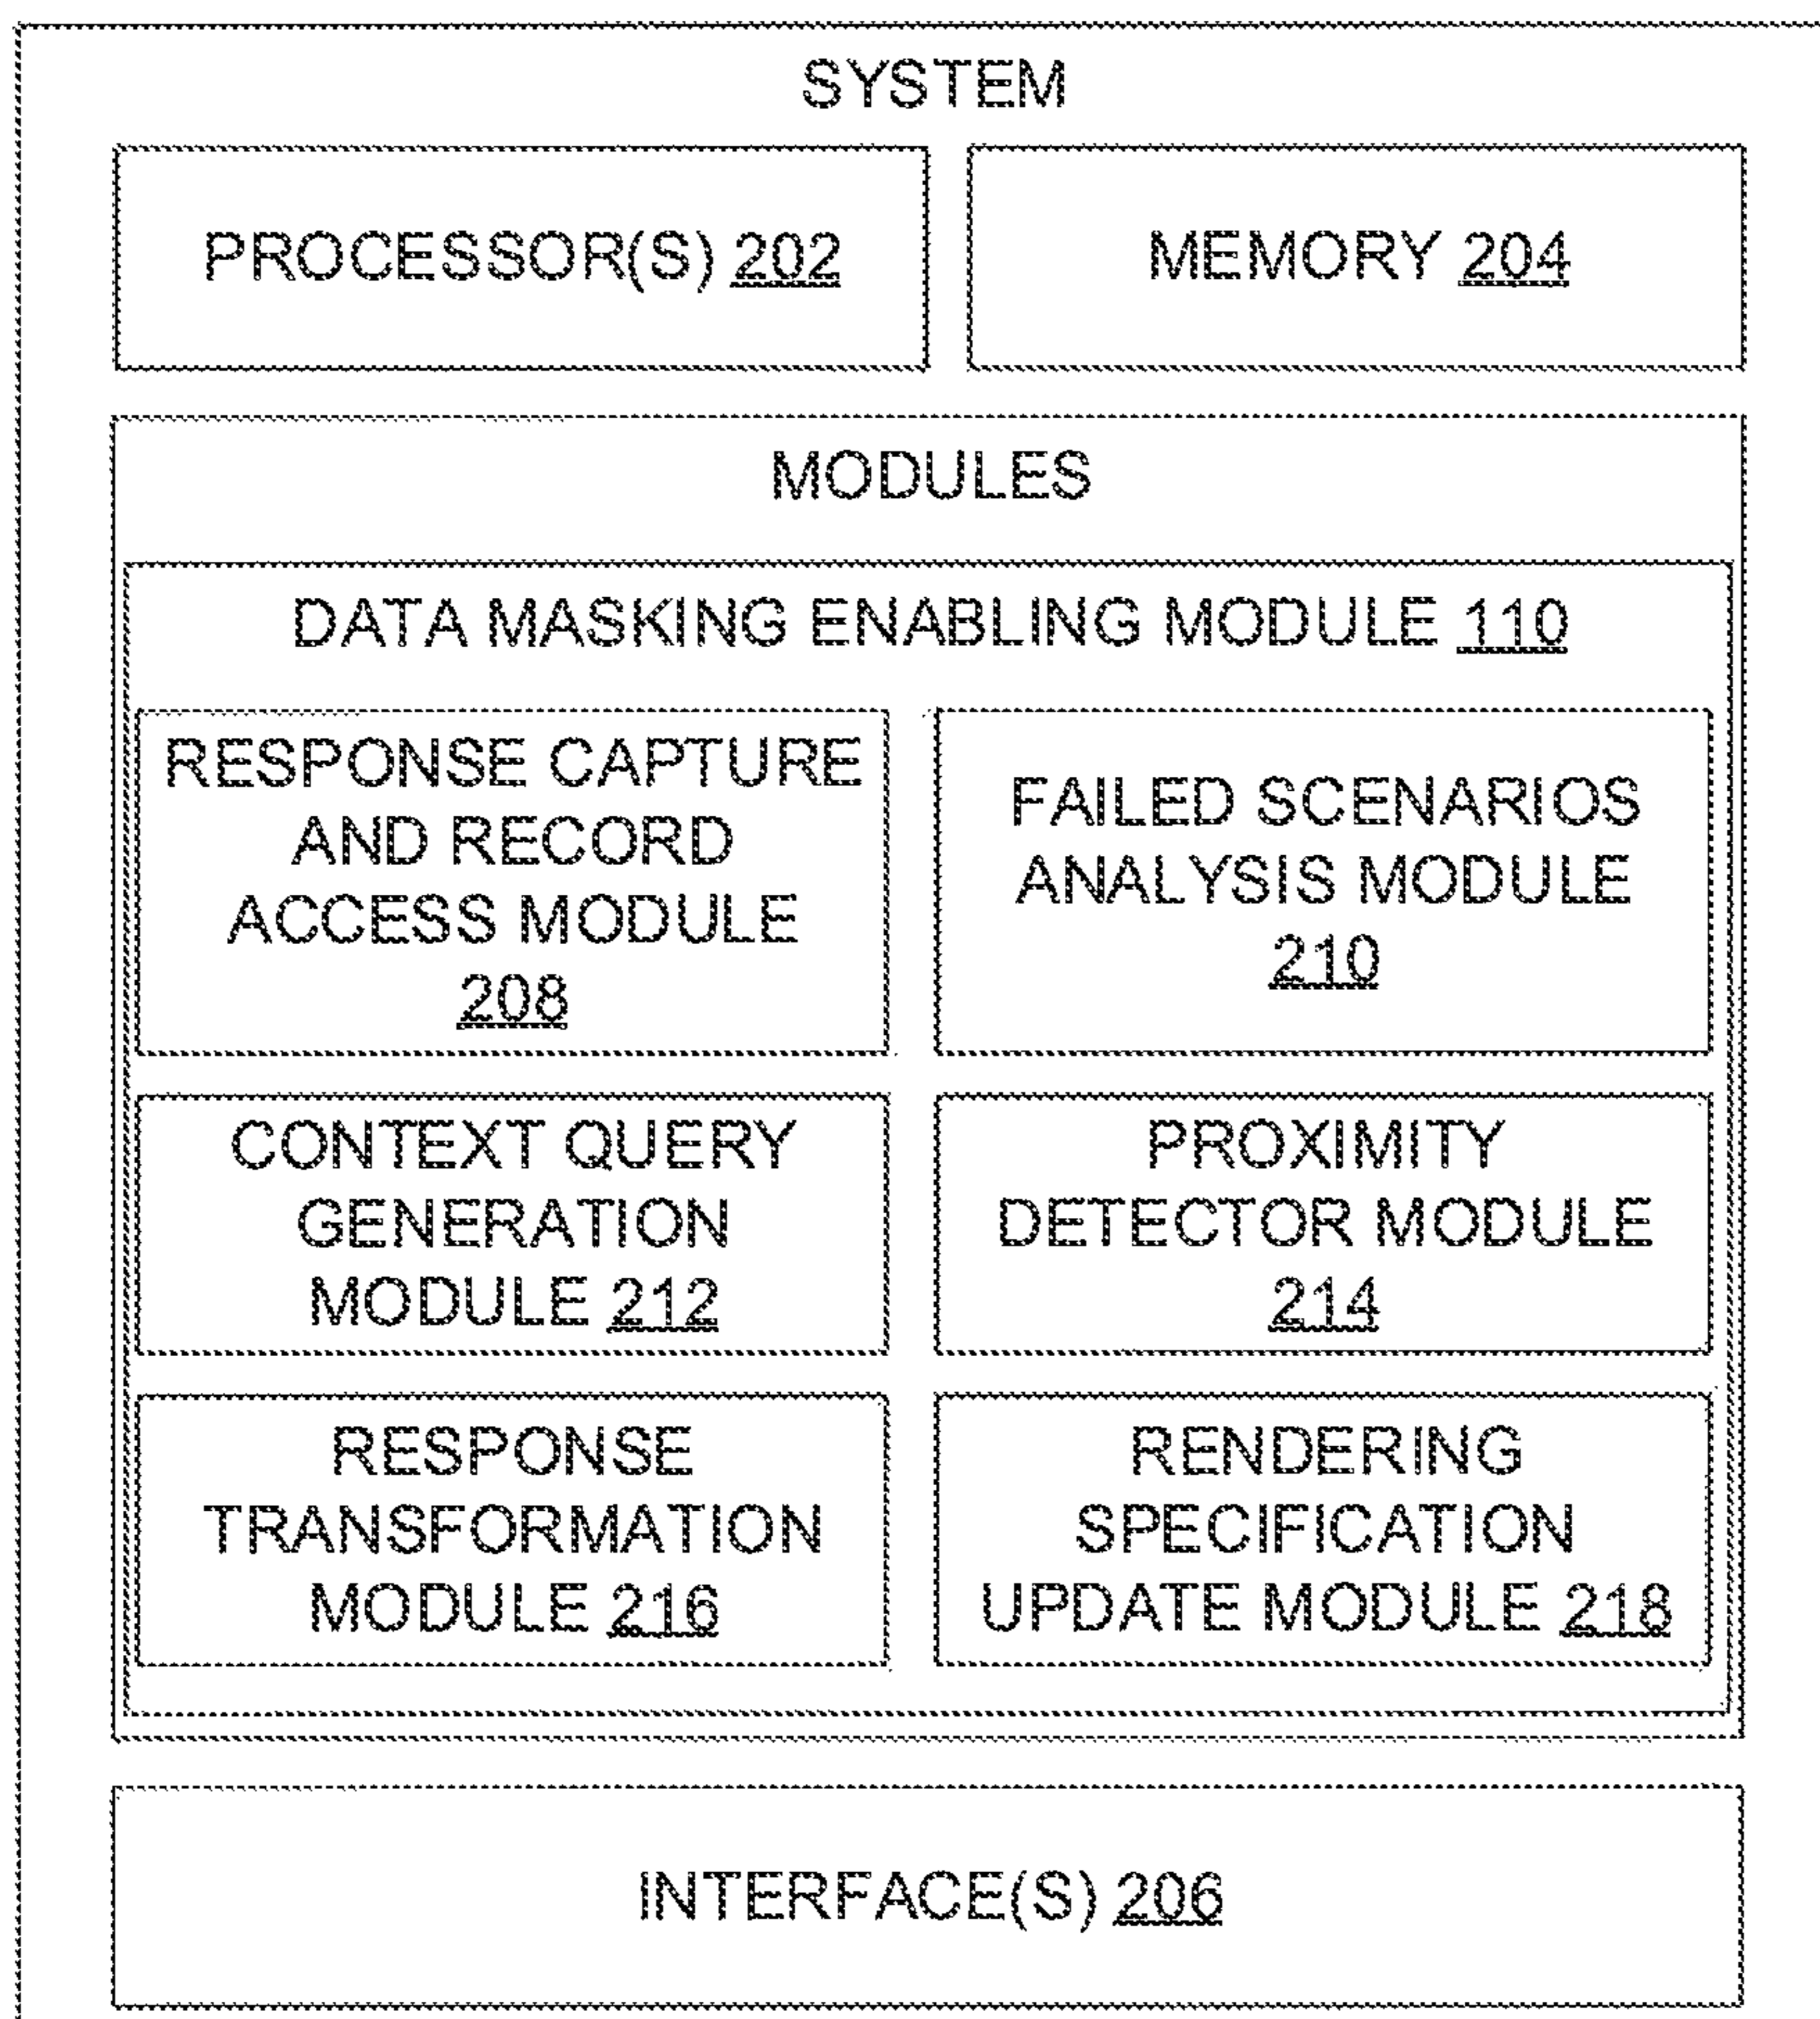 SYSTEM
PROCESSOR(S) 202
MEMORY 204
MODULES
DATA MASKING ENABLING MODULE 110
RESPONSE CAPTURE
AND RECORD
ACCESS MODULE
208
FAILED SCENARIOS
ANALYSIS MODULE
210
CONTEXT QUERY
GENERATION
MODULE 212
PROXIMITY
DETECTOR MODULE
214
RESPONSE
TRANSFORMATION
MODULE 216
RENDERING
SPECIFICATION
UPDATE MODULE 218
INTERFACE(S) 206